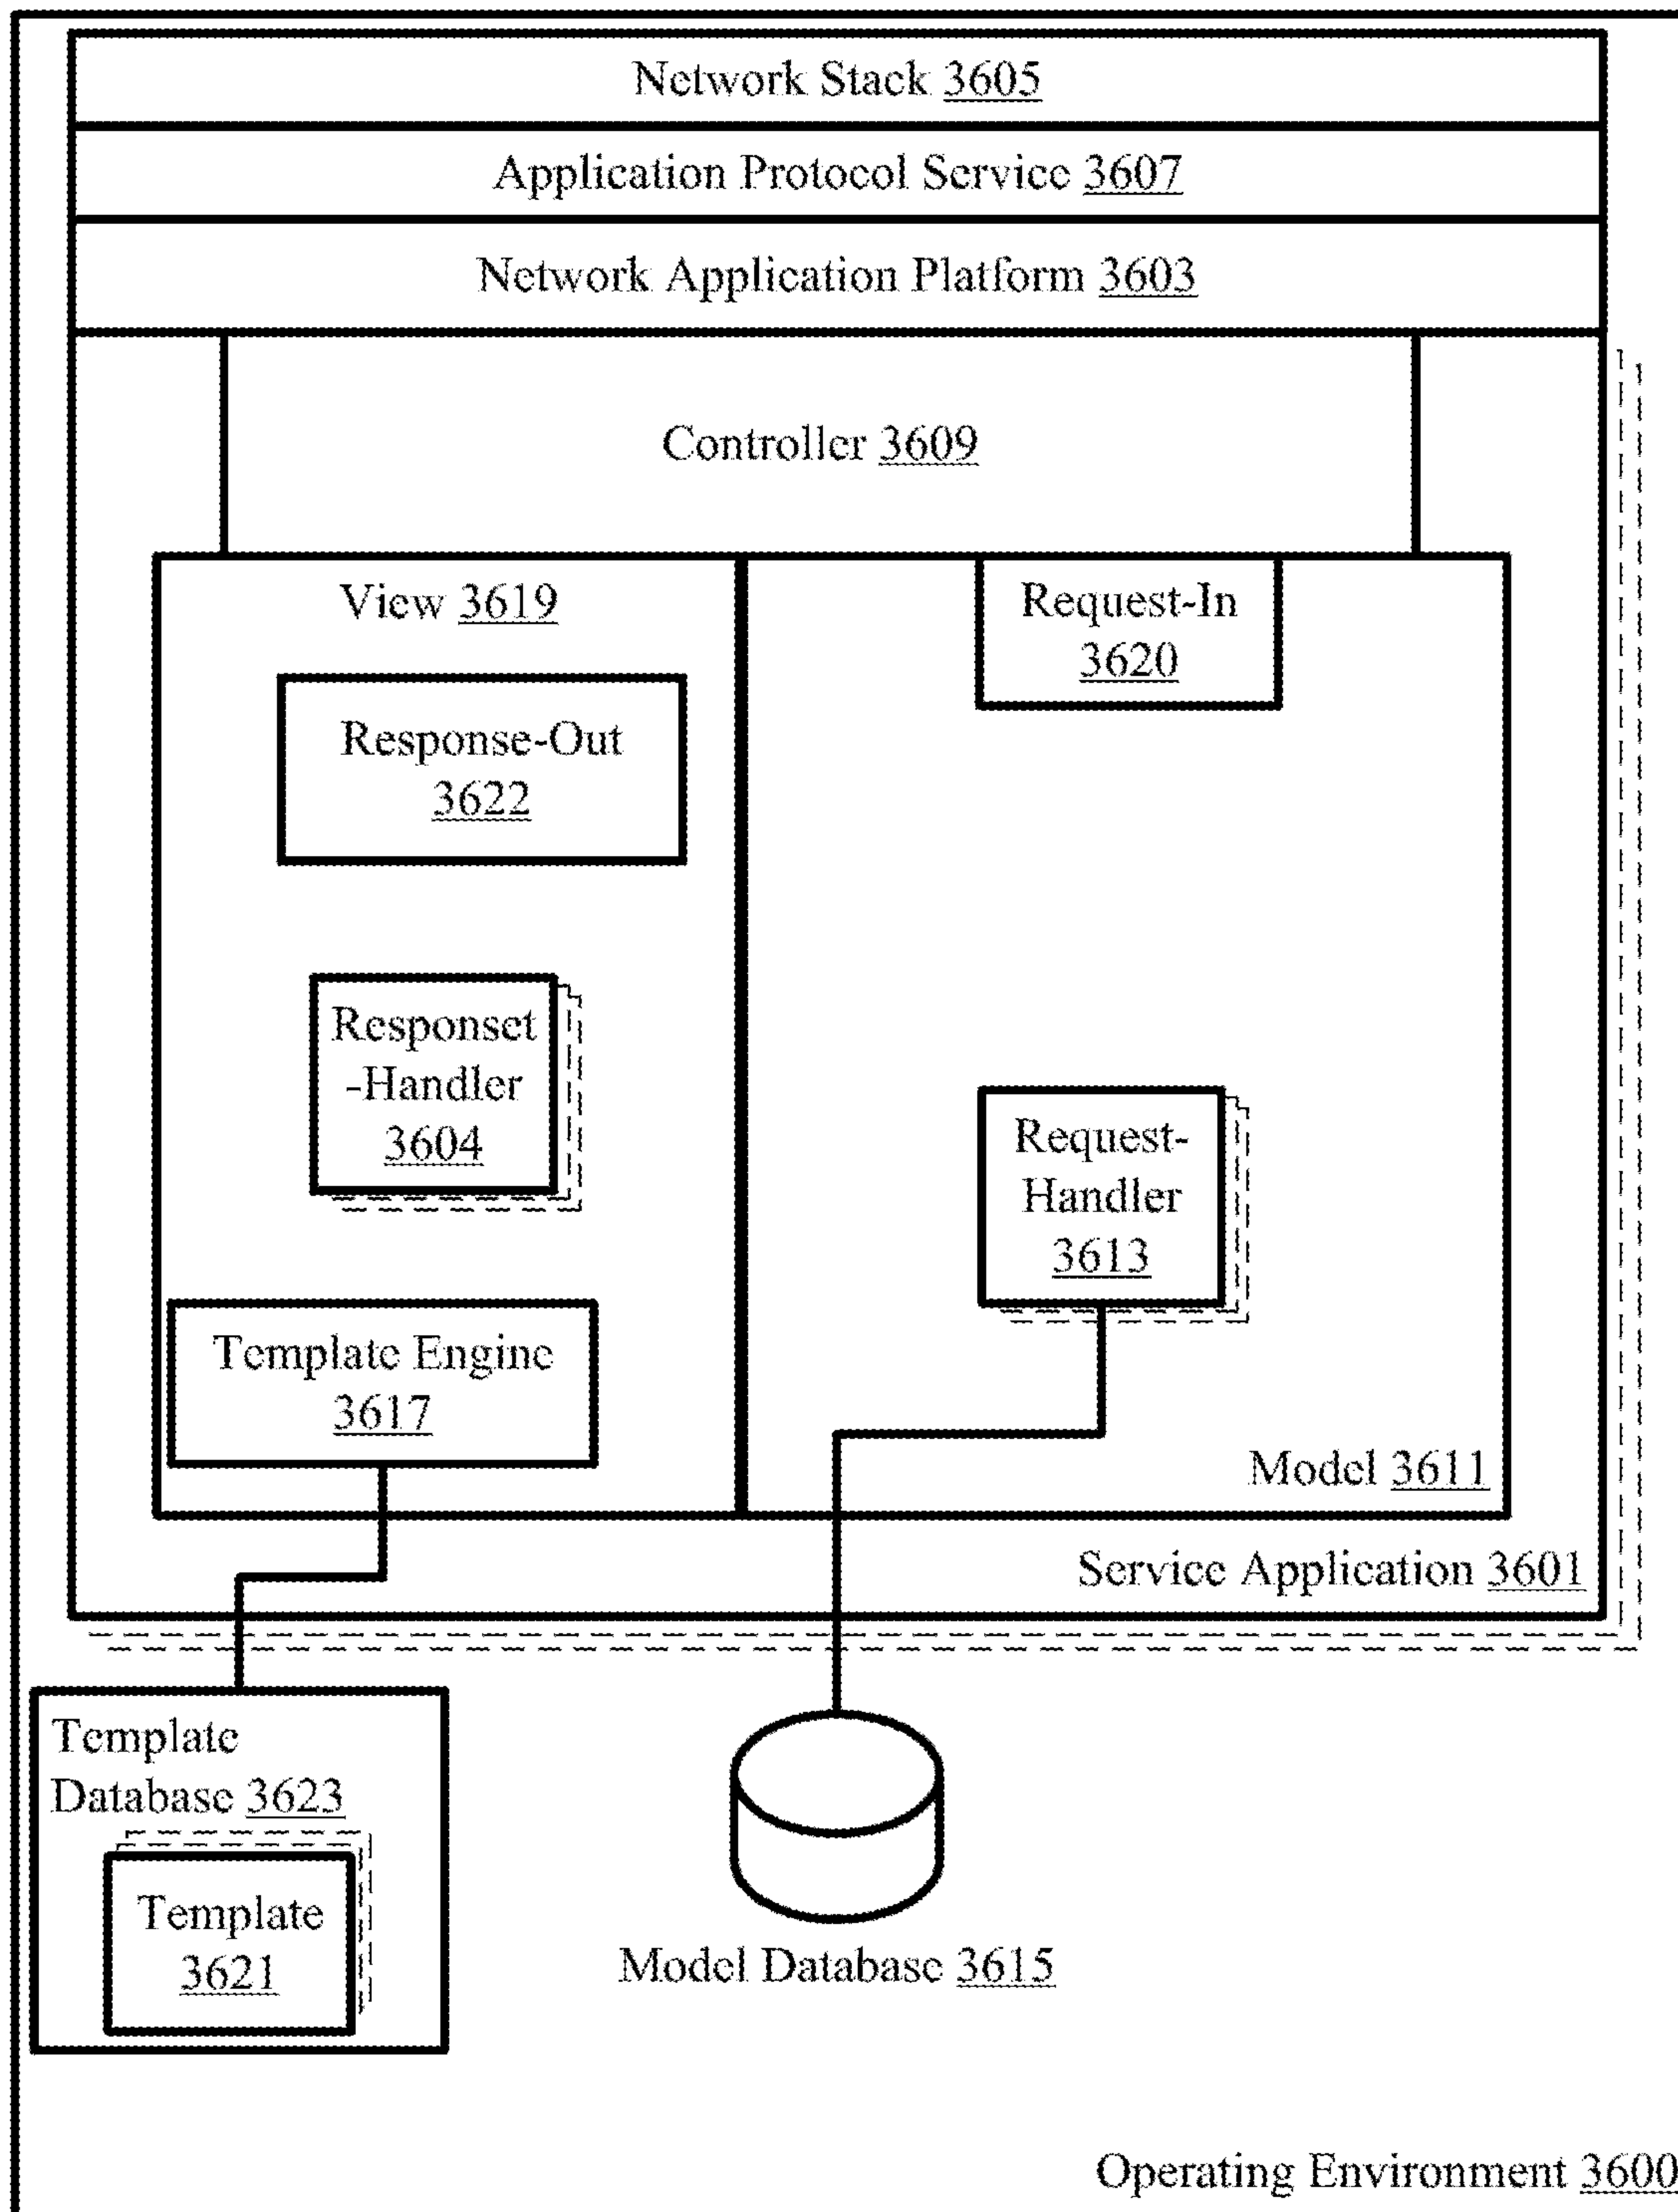 Network Stack 3605
Application Protocol Service 3607
Network Application Platform 3603
Controller 3609
View 3619
Response-Out
3622
Responset
-Handler
3604
Template Engine
3617
Request-In
3620
Request-
Handler
3613
Model 3611
Service Application 3601
Template
Database 3623
Template
3621
Model Database 3615
Operating Environment 3600